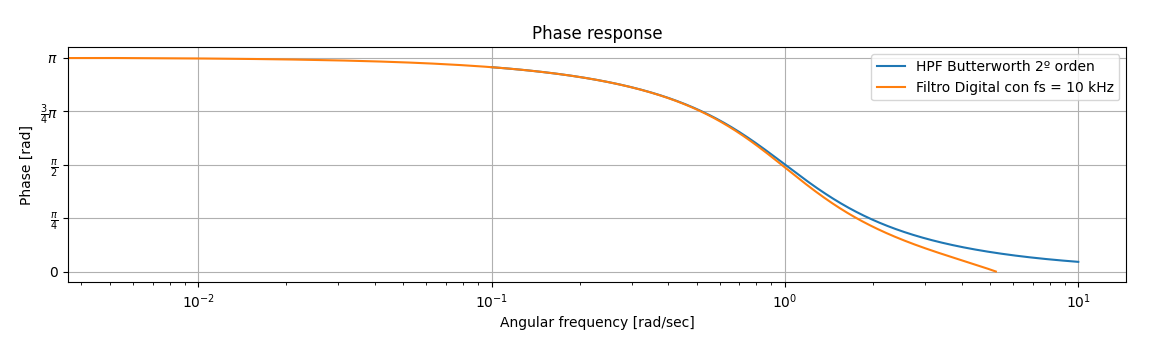 Phase response
HPF Butterworth 2º orden
Filtro Digital con fs = 10 kHz
Phase [rad]
π
3/4 π
π/2
π/4
0
10⁻² 10⁻¹ 10⁰ 10¹
Angular frequency [rad/sec]